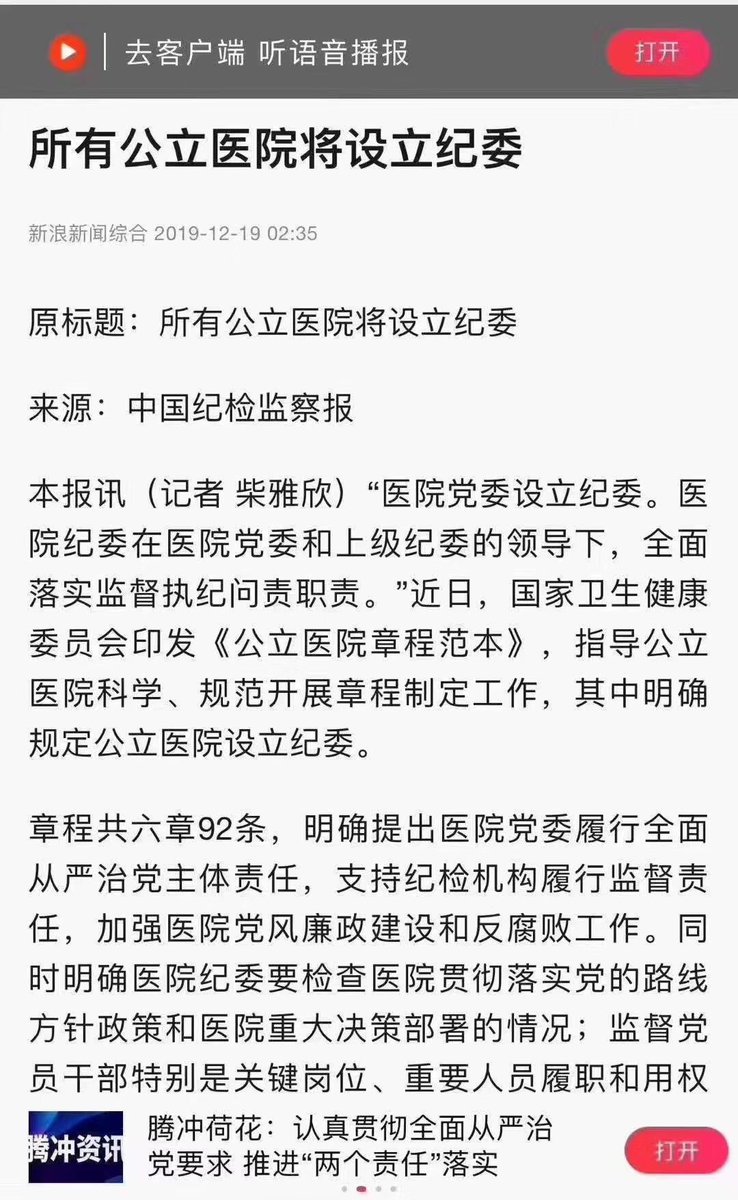 去客户端 听语音播报
打开
所有公立医院将设立纪委
新浪新闻综合 2019-12-19 02:35
原标题：所有公立医院将设立纪委
来源：中国纪检监察报
本报讯（记者 柴雅欣）“医院党委设立纪委。医
院纪委在医院党委和上级纪委的领导下，全面
落实监督执纪问责职责。”近日，国家卫生健康
委员会印发《公立医院章程范本》，指导公立
医院科学、规范开展章程制定工作，其中明确
规定公立医院设立纪委。
章程共六章92条，明确提出医院党委履行全面
从严治党主体责任，支持纪检机构履行监督责
任，加强医院党风廉政建设和反腐败工作。同
时明确医院纪委要检查医院贯彻落实党的路线
方针政策和医院重大决策部署的情况；监督党
员干部特别是关键岗位、重要人员履职和用权
腾冲资讯
腾冲荷花：认真贯彻全面从严治
党要求 推进“两个责任”落实
打开